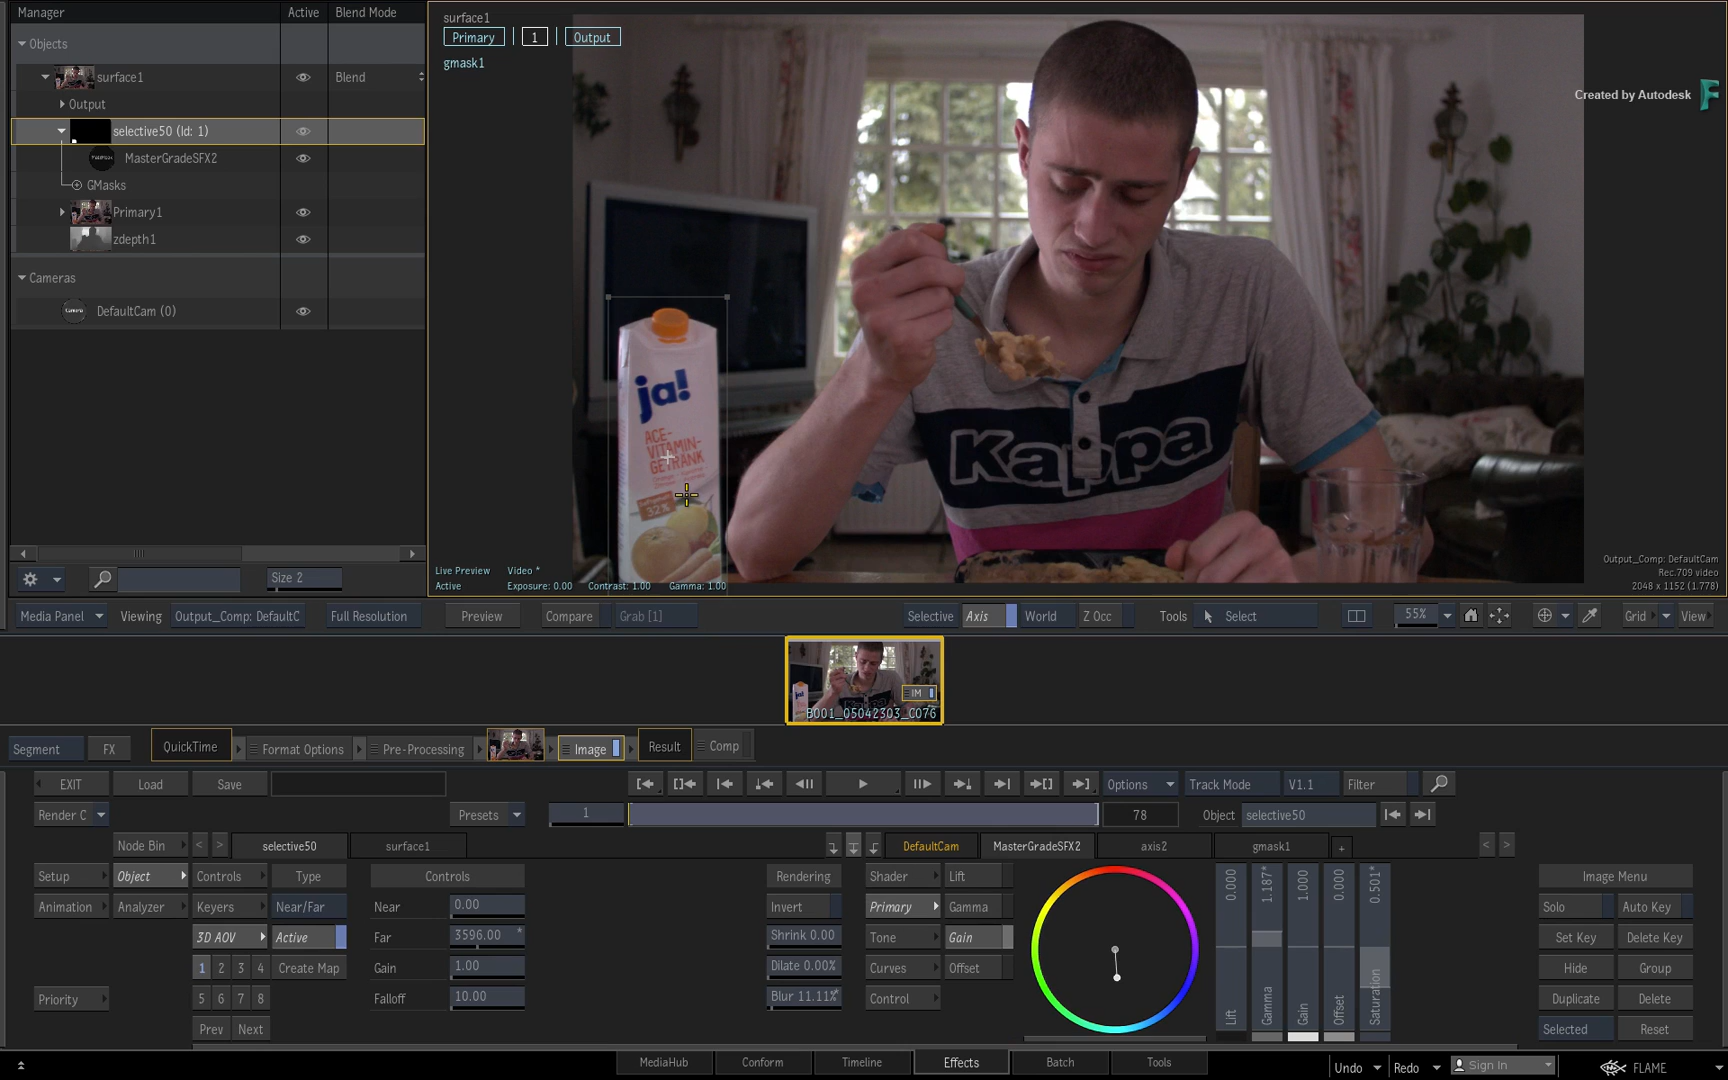 Manager
Active
Blend Mode
Objects
surface1
Blend
Output
selective50 (Id: 1)
MasterGradeSFX2
GMasks
Primary1
zdepth1
Cameras
DefaultCam (0)
Size 2
surface1
Primary
1
Output
gmask1
Created by Autodesk
ja!
ACE-
VITAMIN-
GETRÄNK
32%
Kappa
Live Preview
Video *
Active
Exposure: 0.00
Contrast: 1.00
Gamma: 1.00
Output_Comp: DefaultCam
Rec.709 video
2048 x 1152 (1.778)
Media Panel
Viewing
Output_Comp: DefaultC
Full Resolution
Preview
Compare
Grab [1]
Selective
Axis
World
Z Occ
Tools
Select
55%
Grid
View
IM
B001_05042303_C076
Segment
FX
QuickTime
Format Options
Pre-Processing
Image
Result
Comp
EXIT
Load
Save
Options
Track Mode
V1.1
Filter
Render C
Presets
1
78
Object
selective50
Node Bin
<
>
selective50
surface1
DefaultCam
MasterGradeSFX2
axis2
gmask1
+
<
>
Setup
Object
Controls
Type
Controls
Rendering
Shader
Lift
Image Menu
Animation
Analyzer
Keyers
Near/Far
Near
0.00
Invert
Primary
Gamma
Solo
Auto Key
3D AOV
Active
Far
3596.00 *
Shrink 0.00
Tone
Gain
Set Key
Delete Key
1
2
3
4
Create Map
Gain
1.00
Dilate 0.00%
Curves
Offset
Hide
Group
Priority
5
6
7
8
Falloff
10.00
Blur 11.11%*
Control
Duplicate
Delete
Prev
Next
Selected
Reset
0.000
1.187*
1.000
0.000
0.501*
Lift
Gamma
Gain
Offset
Saturation
MediaHub
Conform
Timeline
Effects
Batch
Tools
Undo
Redo
Sign In
FLAME